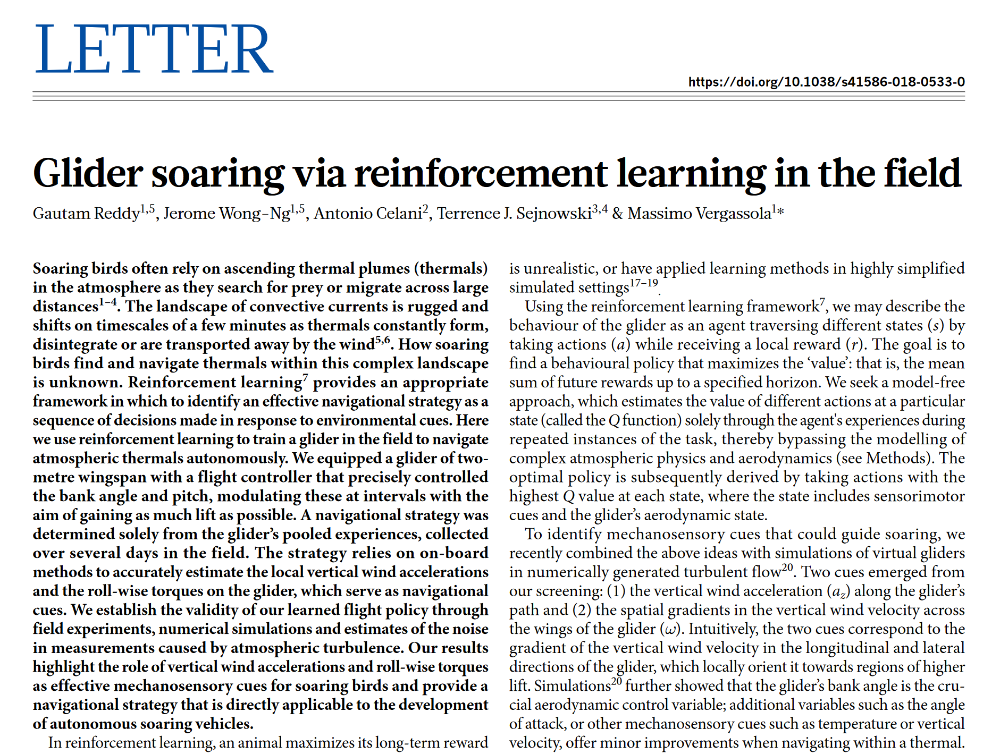 LETTER
https://doi.org/10.1038/s41586-018-0533-0
Glider soaring via reinforcement learning in the field
Gautam Reddy1,5, Jerome Wong-Ng1,5, Antonio Celani2, Terrence J. Sejnowski3,4 & Massimo Vergassola1*
Soaring birds often rely on ascending thermal plumes (thermals)
in the atmosphere as they search for prey or migrate across large
distances1–4. The landscape of convective currents is rugged and
shifts on timescales of a few minutes as thermals constantly form,
disintegrate or are transported away by the wind5,6. How soaring
birds find and navigate thermals within this complex landscape
is unknown. Reinforcement learning7 provides an appropriate
framework in which to identify an effective navigational strategy as a
sequence of decisions made in response to environmental cues. Here
we use reinforcement learning to train a glider in the field to navigate
atmospheric thermals autonomously. We equipped a glider of two-
metre wingspan with a flight controller that precisely controlled
the bank angle and pitch, modulating these at intervals with the
aim of gaining as much lift as possible. A navigational strategy was
determined solely from the glider’s pooled experiences, collected
over several days in the field. The strategy relies on on-board
methods to accurately estimate the local vertical wind accelerations
and the roll-wise torques on the glider, which serve as navigational
cues. We establish the validity of our learned flight policy through
field experiments, numerical simulations and estimates of the noise
in measurements caused by atmospheric turbulence. Our results
highlight the role of vertical wind accelerations and roll-wise torques
as effective mechanosensory cues for soaring birds and provide a
navigational strategy that is directly applicable to the development
of autonomous soaring vehicles.
In reinforcement learning, an animal maximizes its long-term reward
is unrealistic, or have applied learning methods in highly simplified
simulated settings17–19.
Using the reinforcement learning framework7, we may describe the
behaviour of the glider as an agent traversing different states (s) by
taking actions (a) while receiving a local reward (r). The goal is to
find a behavioural policy that maximizes the ‘value’: that is, the mean
sum of future rewards up to a specified horizon. We seek a model-free
approach, which estimates the value of different actions at a particular
state (called the Q function) solely through the agent's experiences during
repeated instances of the task, thereby bypassing the modelling of
complex atmospheric physics and aerodynamics (see Methods). The
optimal policy is subsequently derived by taking actions with the
highest Q value at each state, where the state includes sensorimotor
cues and the glider’s aerodynamic state.
To identify mechanosensory cues that could guide soaring, we
recently combined the above ideas with simulations of virtual gliders
in numerically generated turbulent flow20. Two cues emerged from
our screening: (1) the vertical wind acceleration (az) along the glider’s
path and (2) the spatial gradients in the vertical wind velocity across
the wings of the glider (ω). Intuitively, the two cues correspond to the
gradient of the vertical wind velocity in the longitudinal and lateral
directions of the glider, which locally orient it towards regions of higher
lift. Simulations20 further showed that the glider’s bank angle is the cru-
cial aerodynamic control variable; additional variables such as the angle
of attack, or other mechanosensory cues such as temperature or vertical
velocity, offer minor improvements when navigating within a thermal.